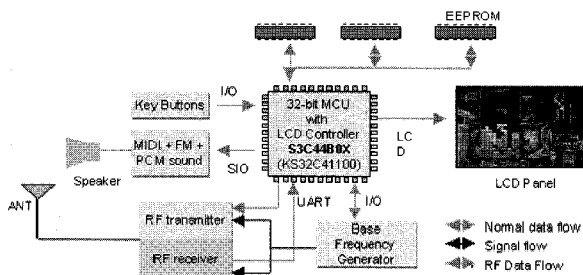 EEPROM
I/O
Key Buttons
32-bit MCU
with
LCD Controller
S3C44B0X
(KS32C41100)
LC
D
MIDI + FM +
PCM sound
SIO
Speaker
LCD Panel
ANT
UART
I/O
RF transmitter
RF receiver
Base
Frequency
Generator
Normal data flow
Signal flow
RF Data Flow